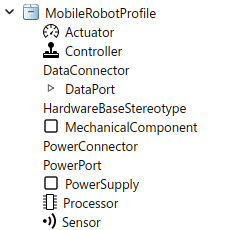 MobileRobotProfile
Actuator
Controller
DataConnector
DataPort
HardwareBaseStereotype
MechanicalComponent
PowerConnector
PowerPort
PowerSupply
Processor
Sensor